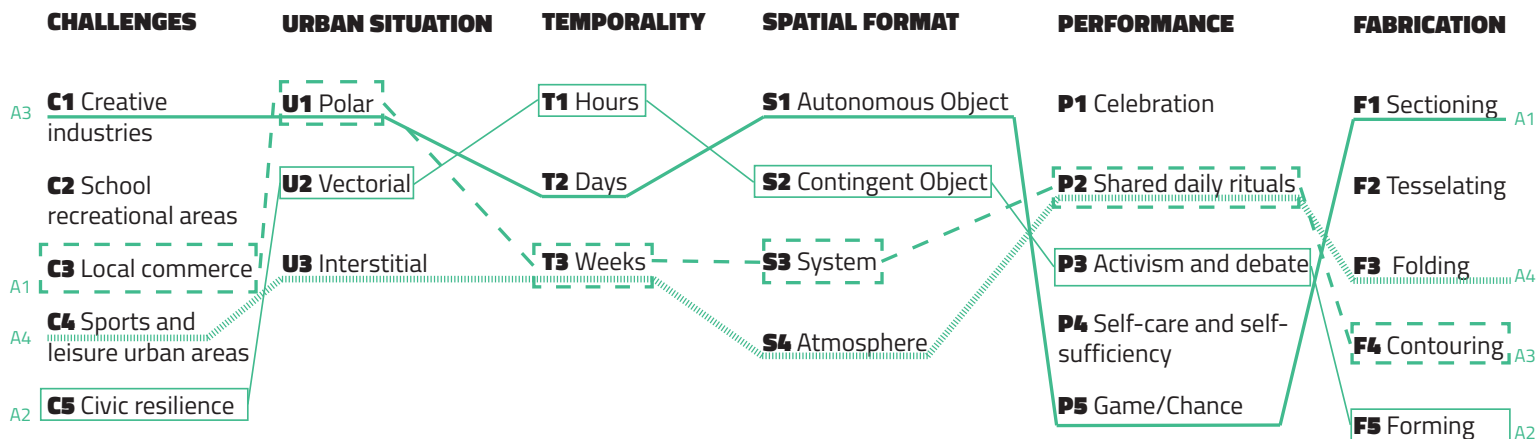 CHALLENGES
URBAN SITUATION
TEMPORALITY
SPATIAL FORMAT
PERFORMANCE
FABRICATION
A3
C1 Creative
industries
C2 School
recreational areas
C3 Local commerce
A1
C4 Sports and
leisure urban areas
A4
C5 Civic resilience
A2
U1 Polar
U2 Vectorial
U3 Interstitial
T1 Hours
T2 Days
T3 Weeks
S1 Autonomous Object
S2 Contingent Object
S3 System
S4 Atmosphere
P1 Celebration
P2 Shared daily rituals
P3 Activism and debate
P4 Self-care and self-
sufficiency
P5 Game/Chance
F1 Sectioning
A1
F2 Tesselating
F3 Folding
A4
F4 Contouring
A3
F5 Forming
A2